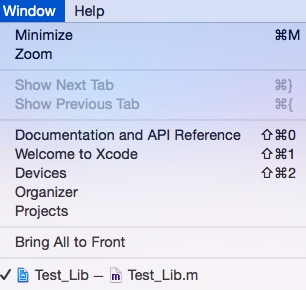 Window Help
Minimize ⌘M
Zoom
Show Next Tab ⌘}
Show Previous Tab ⌘{
Documentation and API Reference ⇧⌘0
Welcome to Xcode ⇧⌘1
Devices ⇧⌘2
Organizer
Projects
Bring All to Front
✓ Test_Lib — m Test_Lib.m